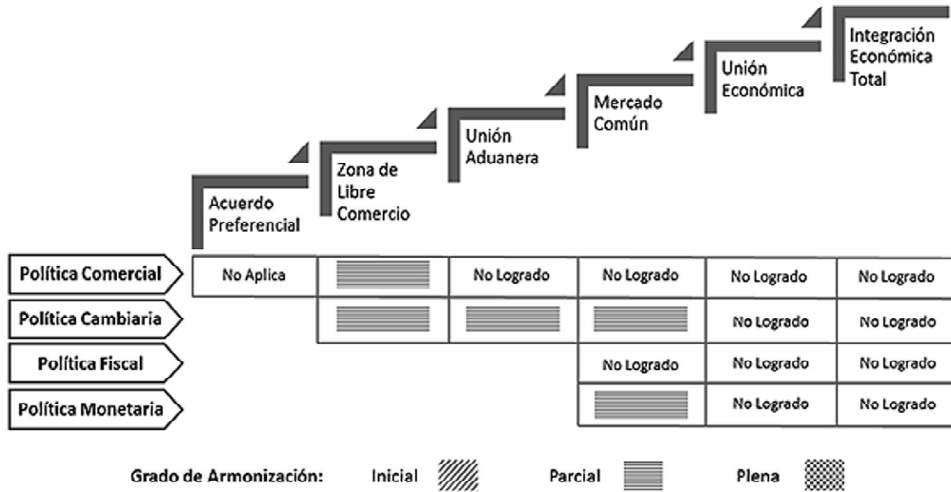 Integración
Económica
Total
Unión
Económica
Mercado
Común
Unión
Aduanera
Zona de
Libre
Comercio
Acuerdo
Preferencial
Política Comercial No Aplica No Logrado No Logrado No Logrado No Logrado
Política Cambiaria No Logrado No Logrado
Política Fiscal No Logrado No Logrado No Logrado
Política Monetaria No Logrado No Logrado
Grado de Armonización: Inicial Parcial Plena